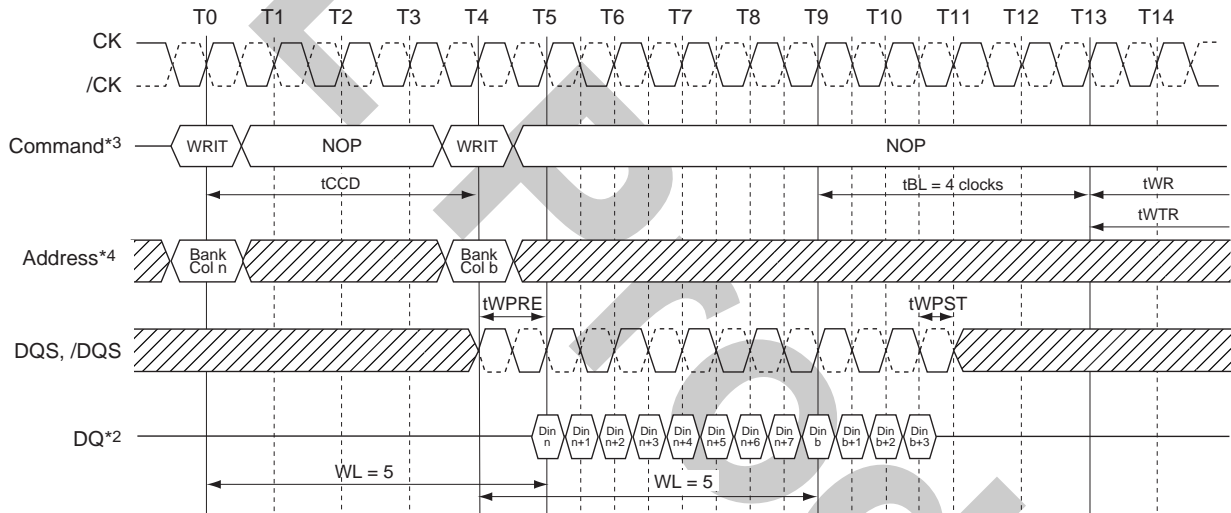 T0 T1 T2 T3 T4 T5 T6 T7 T8 T9 T10 T11 T12 T13 T14
CK
/CK
Command*3 WRIT NOP WRIT NOP
tCCD tBL = 4 clocks tWR
tWTR
Address*4 Bank Col n Bank Col b
tWPRE tWPST
DQS, /DQS
DQ*2 Din n Din n+1 Din n+2 Din n+3 Din n+4 Din n+5 Din n+6 Din n+7 Din b Din b+1 Din b+2 Din b+3
WL = 5 WL = 5